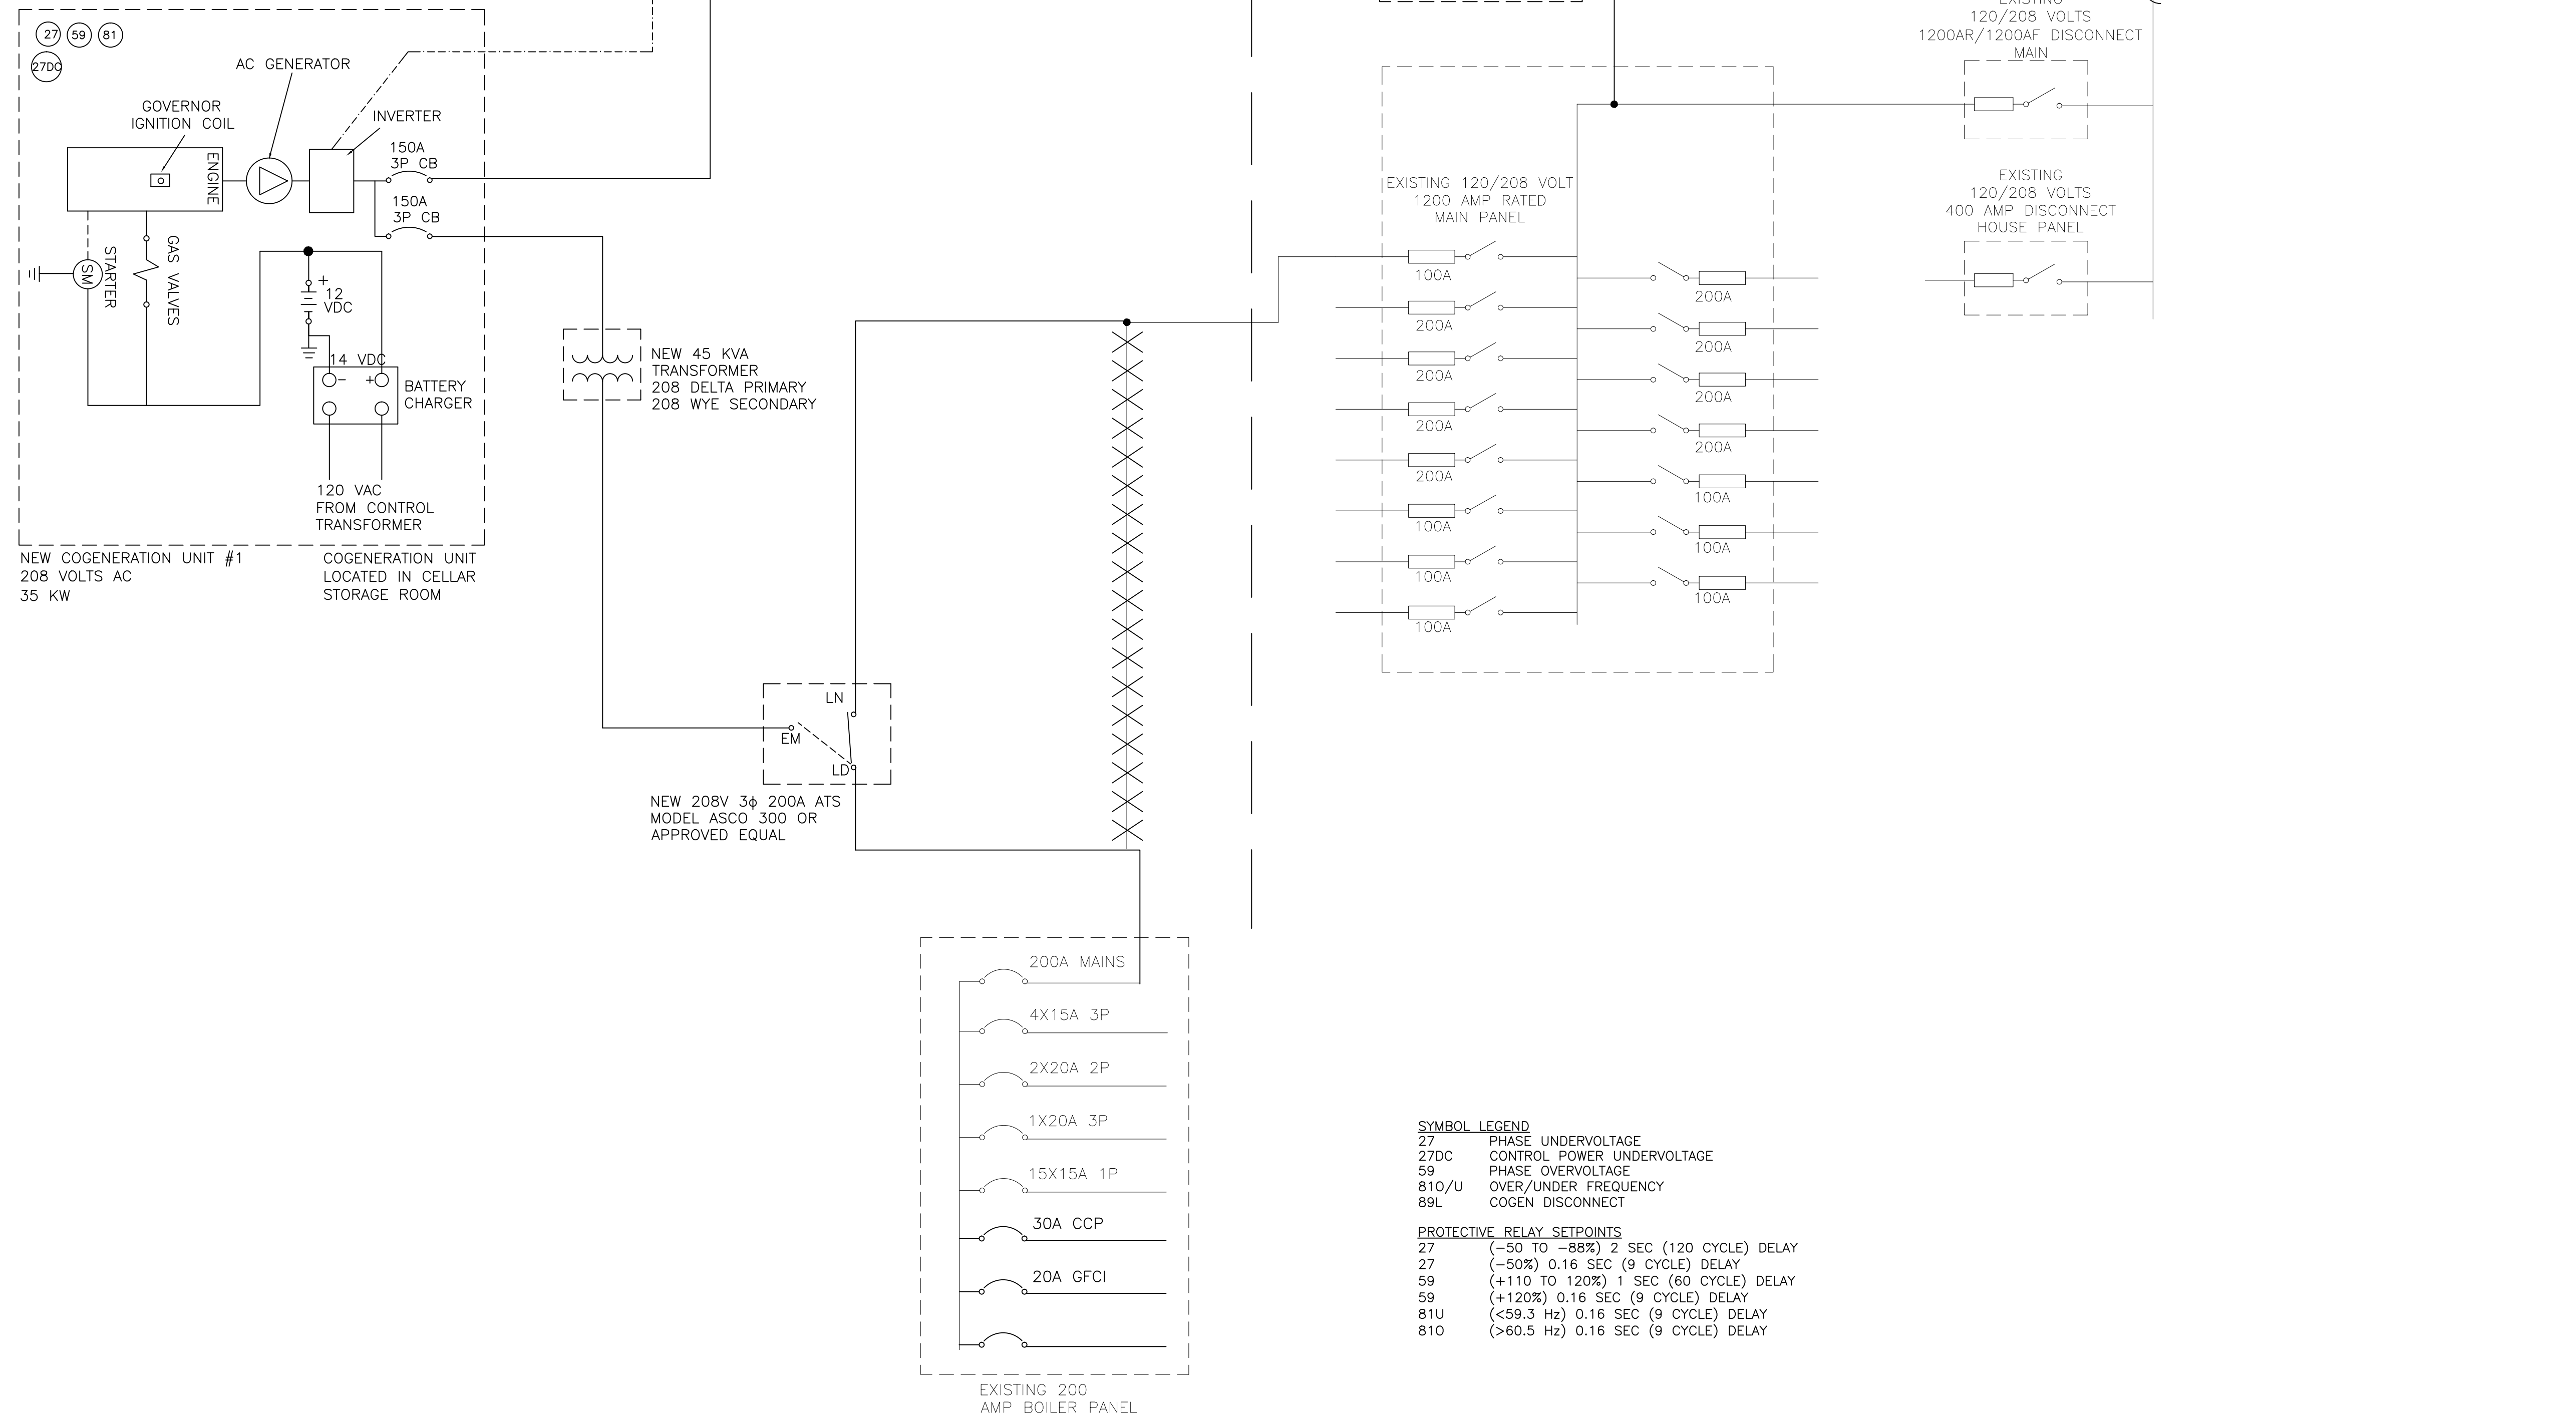 27
59
81
27DC
AC GENERATOR
GOVERNOR
IGNITION COIL
INVERTER
ENGINE
150A
3P CB
150A
3P CB
STARTER
SM
GAS VALVES
+
12
VDC
14 VDC
- +
BATTERY
CHARGER
120 VAC
FROM CONTROL
TRANSFORMER
NEW COGENERATION UNIT #1
208 VOLTS AC
35 KW
COGENERATION UNIT
LOCATED IN CELLAR
STORAGE ROOM
NEW 45 KVA
TRANSFORMER
208 DELTA PRIMARY
208 WYE SECONDARY
LN
EM
LD
NEW 208V 3ϕ 200A ATS
MODEL ASCO 300 OR
APPROVED EQUAL
EXISTING 120/208 VOLT
1200 AMP RATED
MAIN PANEL
100A
200A
200A
200A
200A
100A
100A
100A
200A
200A
200A
200A
100A
100A
100A
EXISTING
120/208 VOLTS
1200AR/1200AF DISCONNECT
MAIN
EXISTING
120/208 VOLTS
400 AMP DISCONNECT
HOUSE PANEL
200A MAINS
4X15A 3P
2X20A 2P
1X20A 3P
15X15A 1P
30A CCP
20A GFCI
EXISTING 200
AMP BOILER PANEL
SYMBOL LEGEND
27 PHASE UNDERVOLTAGE
27DC CONTROL POWER UNDERVOLTAGE
59 PHASE OVERVOLTAGE
81O/U OVER/UNDER FREQUENCY
89L COGEN DISCONNECT
PROTECTIVE RELAY SETPOINTS
27 (-50 TO -88%) 2 SEC (120 CYCLE) DELAY
27 (-50%) 0.16 SEC (9 CYCLE) DELAY
59 (+110 TO 120%) 1 SEC (60 CYCLE) DELAY
59 (+120%) 0.16 SEC (9 CYCLE) DELAY
81U (<59.3 Hz) 0.16 SEC (9 CYCLE) DELAY
81O (>60.5 Hz) 0.16 SEC (9 CYCLE) DELAY